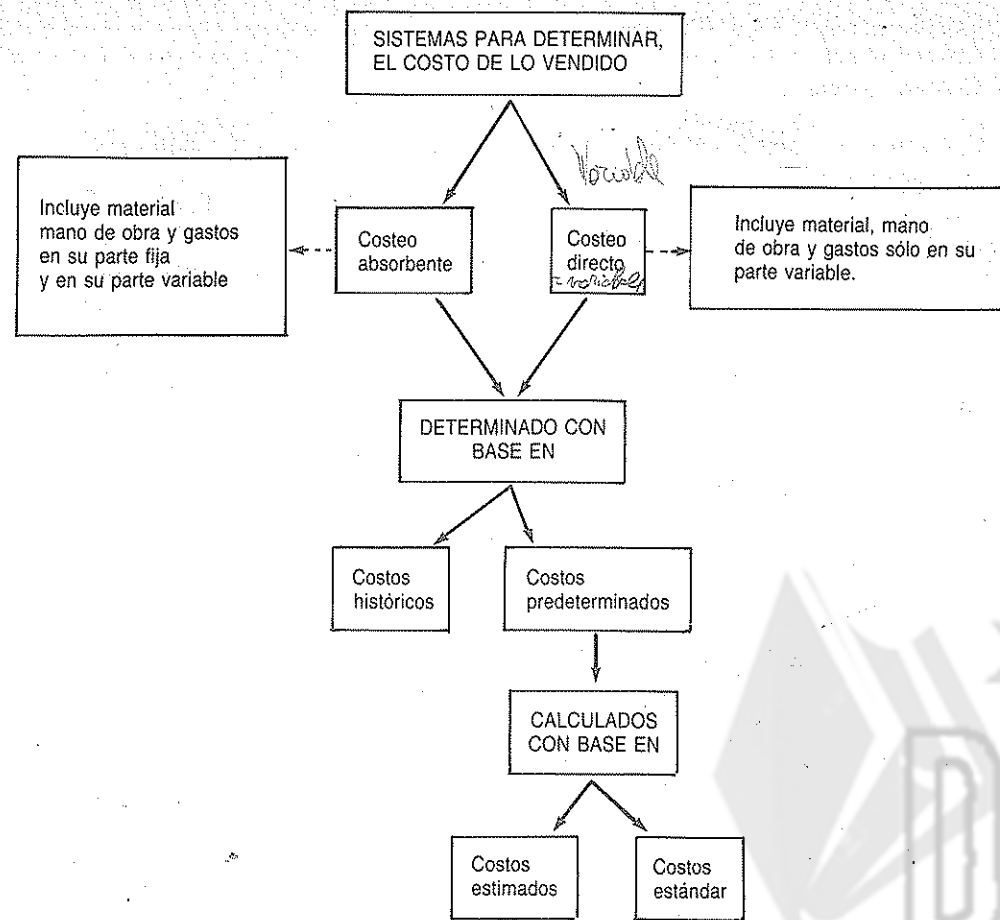 SISTEMAS PARA DETERMINAR,
EL COSTO DE LO VENDIDO
Variable
Incluye material
mano de obra y gastos
en su parte fija
y en su parte variable
Costeo
absorbente
Costeo
directo
= variable
Incluye material, mano
de obra y gastos sólo en su
parte variable.
DETERMINADO CON
BASE EN
Costos
históricos
Costos
predeterminados
CALCULADOS
CON BASE EN
Costos
estimados
Costos
estándar